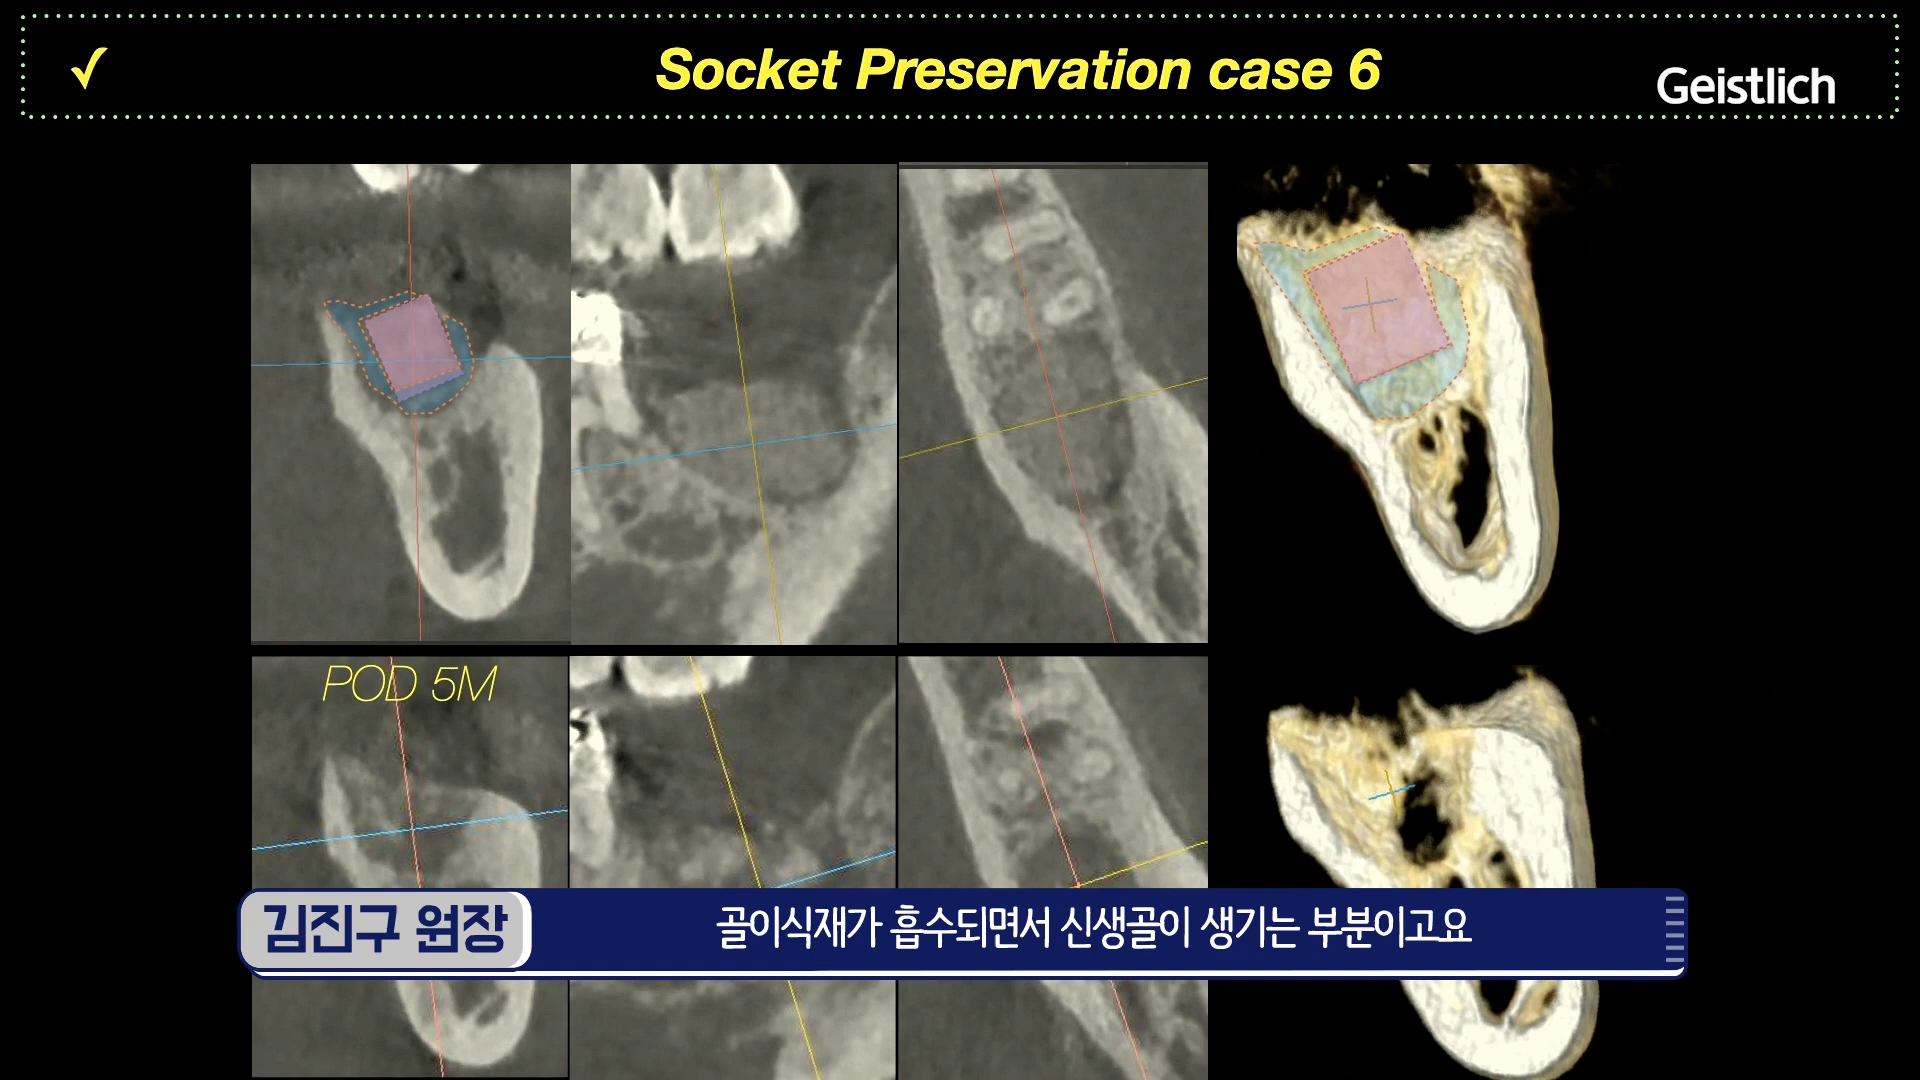 ✓ Socket Preservation case 6
Geistlich
POD 5M
김진구 원장
골이식재가 흡수되면서 신생골이 생기는 부분이고요